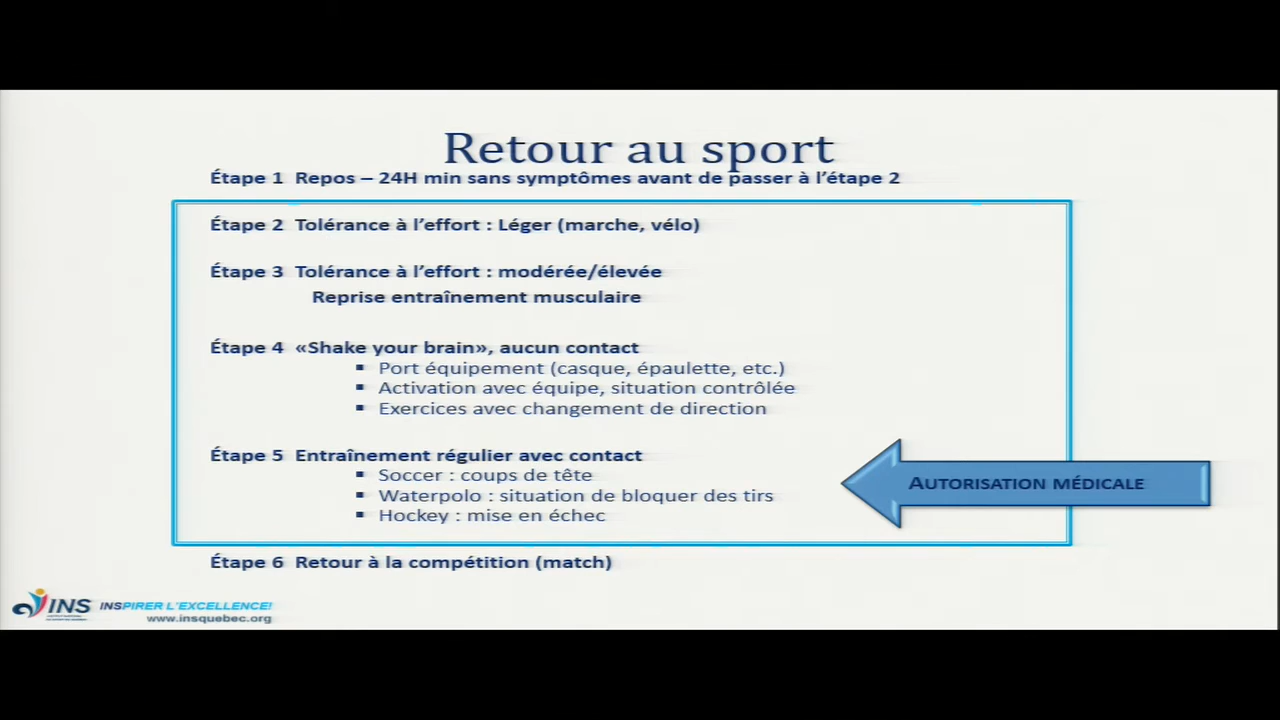 Retour au sport
Étape 1 Repos – 24H min sans symptômes avant de passer à l'étape 2
Étape 2 Tolérance à l'effort : Léger (marche, vélo)
Étape 3 Tolérance à l'effort : modérée/élevée
Reprise entraînement musculaire
Étape 4 «Shake your brain», aucun contact
▪ Port équipement (casque, épaulette, etc.)
▪ Activation avec équipe, situation contrôlée
▪ Exercices avec changement de direction
Étape 5 Entraînement régulier avec contact
▪ Soccer : coups de tête
▪ Waterpolo : situation de bloquer des tirs
▪ Hockey : mise en échec
AUTORISATION MÉDICALE
Étape 6 Retour à la compétition (match)
INS INSPIRER L'EXCELLENCE!
www.insquebec.org